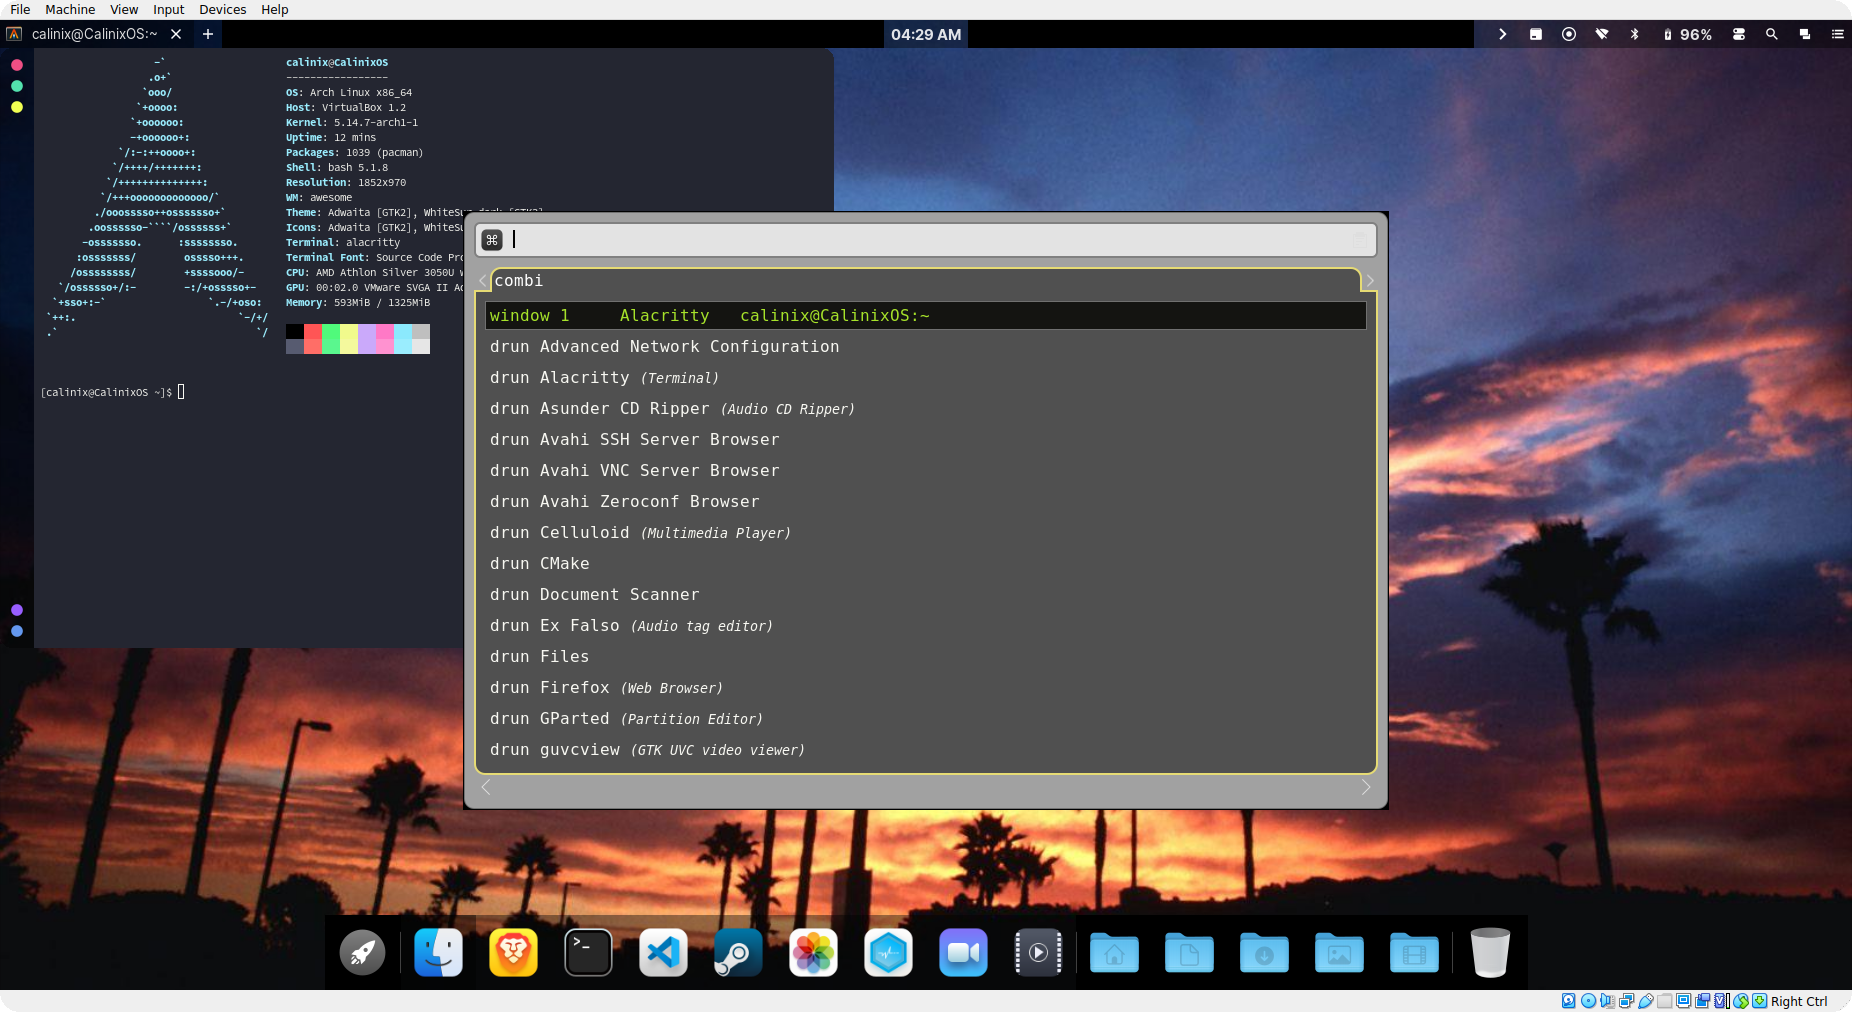 File Machine View Input Devices Help
calinix@CalinixOS:~ × +
04:29 AM
96%
-`
.o+`
`ooo/
`+oooo:
`+oooooo:
-+oooooo+:
`/:-:++oooo+:
`/++++/+++++++:
`/++++++++++++++:
`/+++ooooooooooooo/`
./ooosssso++osssssso+`
.oossssso-````/ossssss+`
-osssssso.      :ssssssso.
:osssssss/        osssso+++.
/ossssssss/        +ssssooo/-
`/ossssso+/:-        -:/+osssso+-
`+sso+:-`                 `.-/+oso:
`++:.                           `-/+/
.`                                 `/
calinix@CalinixOS
-----------------
OS: Arch Linux x86_64
Host: VirtualBox 1.2
Kernel: 5.14.7-arch1-1
Uptime: 12 mins
Packages: 1039 (pacman)
Shell: bash 5.1.8
Resolution: 1852x970
WM: awesome
Theme: Adwaita [GTK2], WhiteSur-dark [GTK3]
Icons: Adwaita [GTK2], WhiteSu
Terminal: alacritty
Terminal Font: Source Code Pro
CPU: AMD Athlon Silver 3050U w
GPU: 00:02.0 VMware SVGA II Ad
Memory: 593MiB / 1325MiB
[calinix@CalinixOS ~]$
⌘
combi
window 1 Alacritty calinix@CalinixOS:~
drun Advanced Network Configuration
drun Alacritty (Terminal)
drun Asunder CD Ripper (Audio CD Ripper)
drun Avahi SSH Server Browser
drun Avahi VNC Server Browser
drun Avahi Zeroconf Browser
drun Celluloid (Multimedia Player)
drun CMake
drun Document Scanner
drun Ex Falso (Audio tag editor)
drun Files
drun Firefox (Web Browser)
drun GParted (Partition Editor)
drun guvcview (GTK UVC video viewer)
>_
Right Ctrl